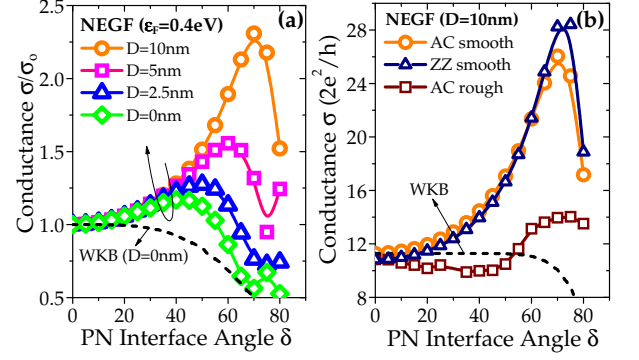 NEGF (εF=0.4eV)
(a)
D=10nm
D=5nm
D=2.5nm
D=0nm
WKB (D=0nm)
Conductance σ/σo
2.5
2.0
1.5
1.0
0.5
0 20 40 60 80
PN Interface Angle δ
NEGF (D=10nm)
(b)
AC smooth
ZZ smooth
AC rough
WKB
Conductance σ (2e²/h)
28
24
20
16
12
8
0 20 40 60 80
PN Interface Angle δ